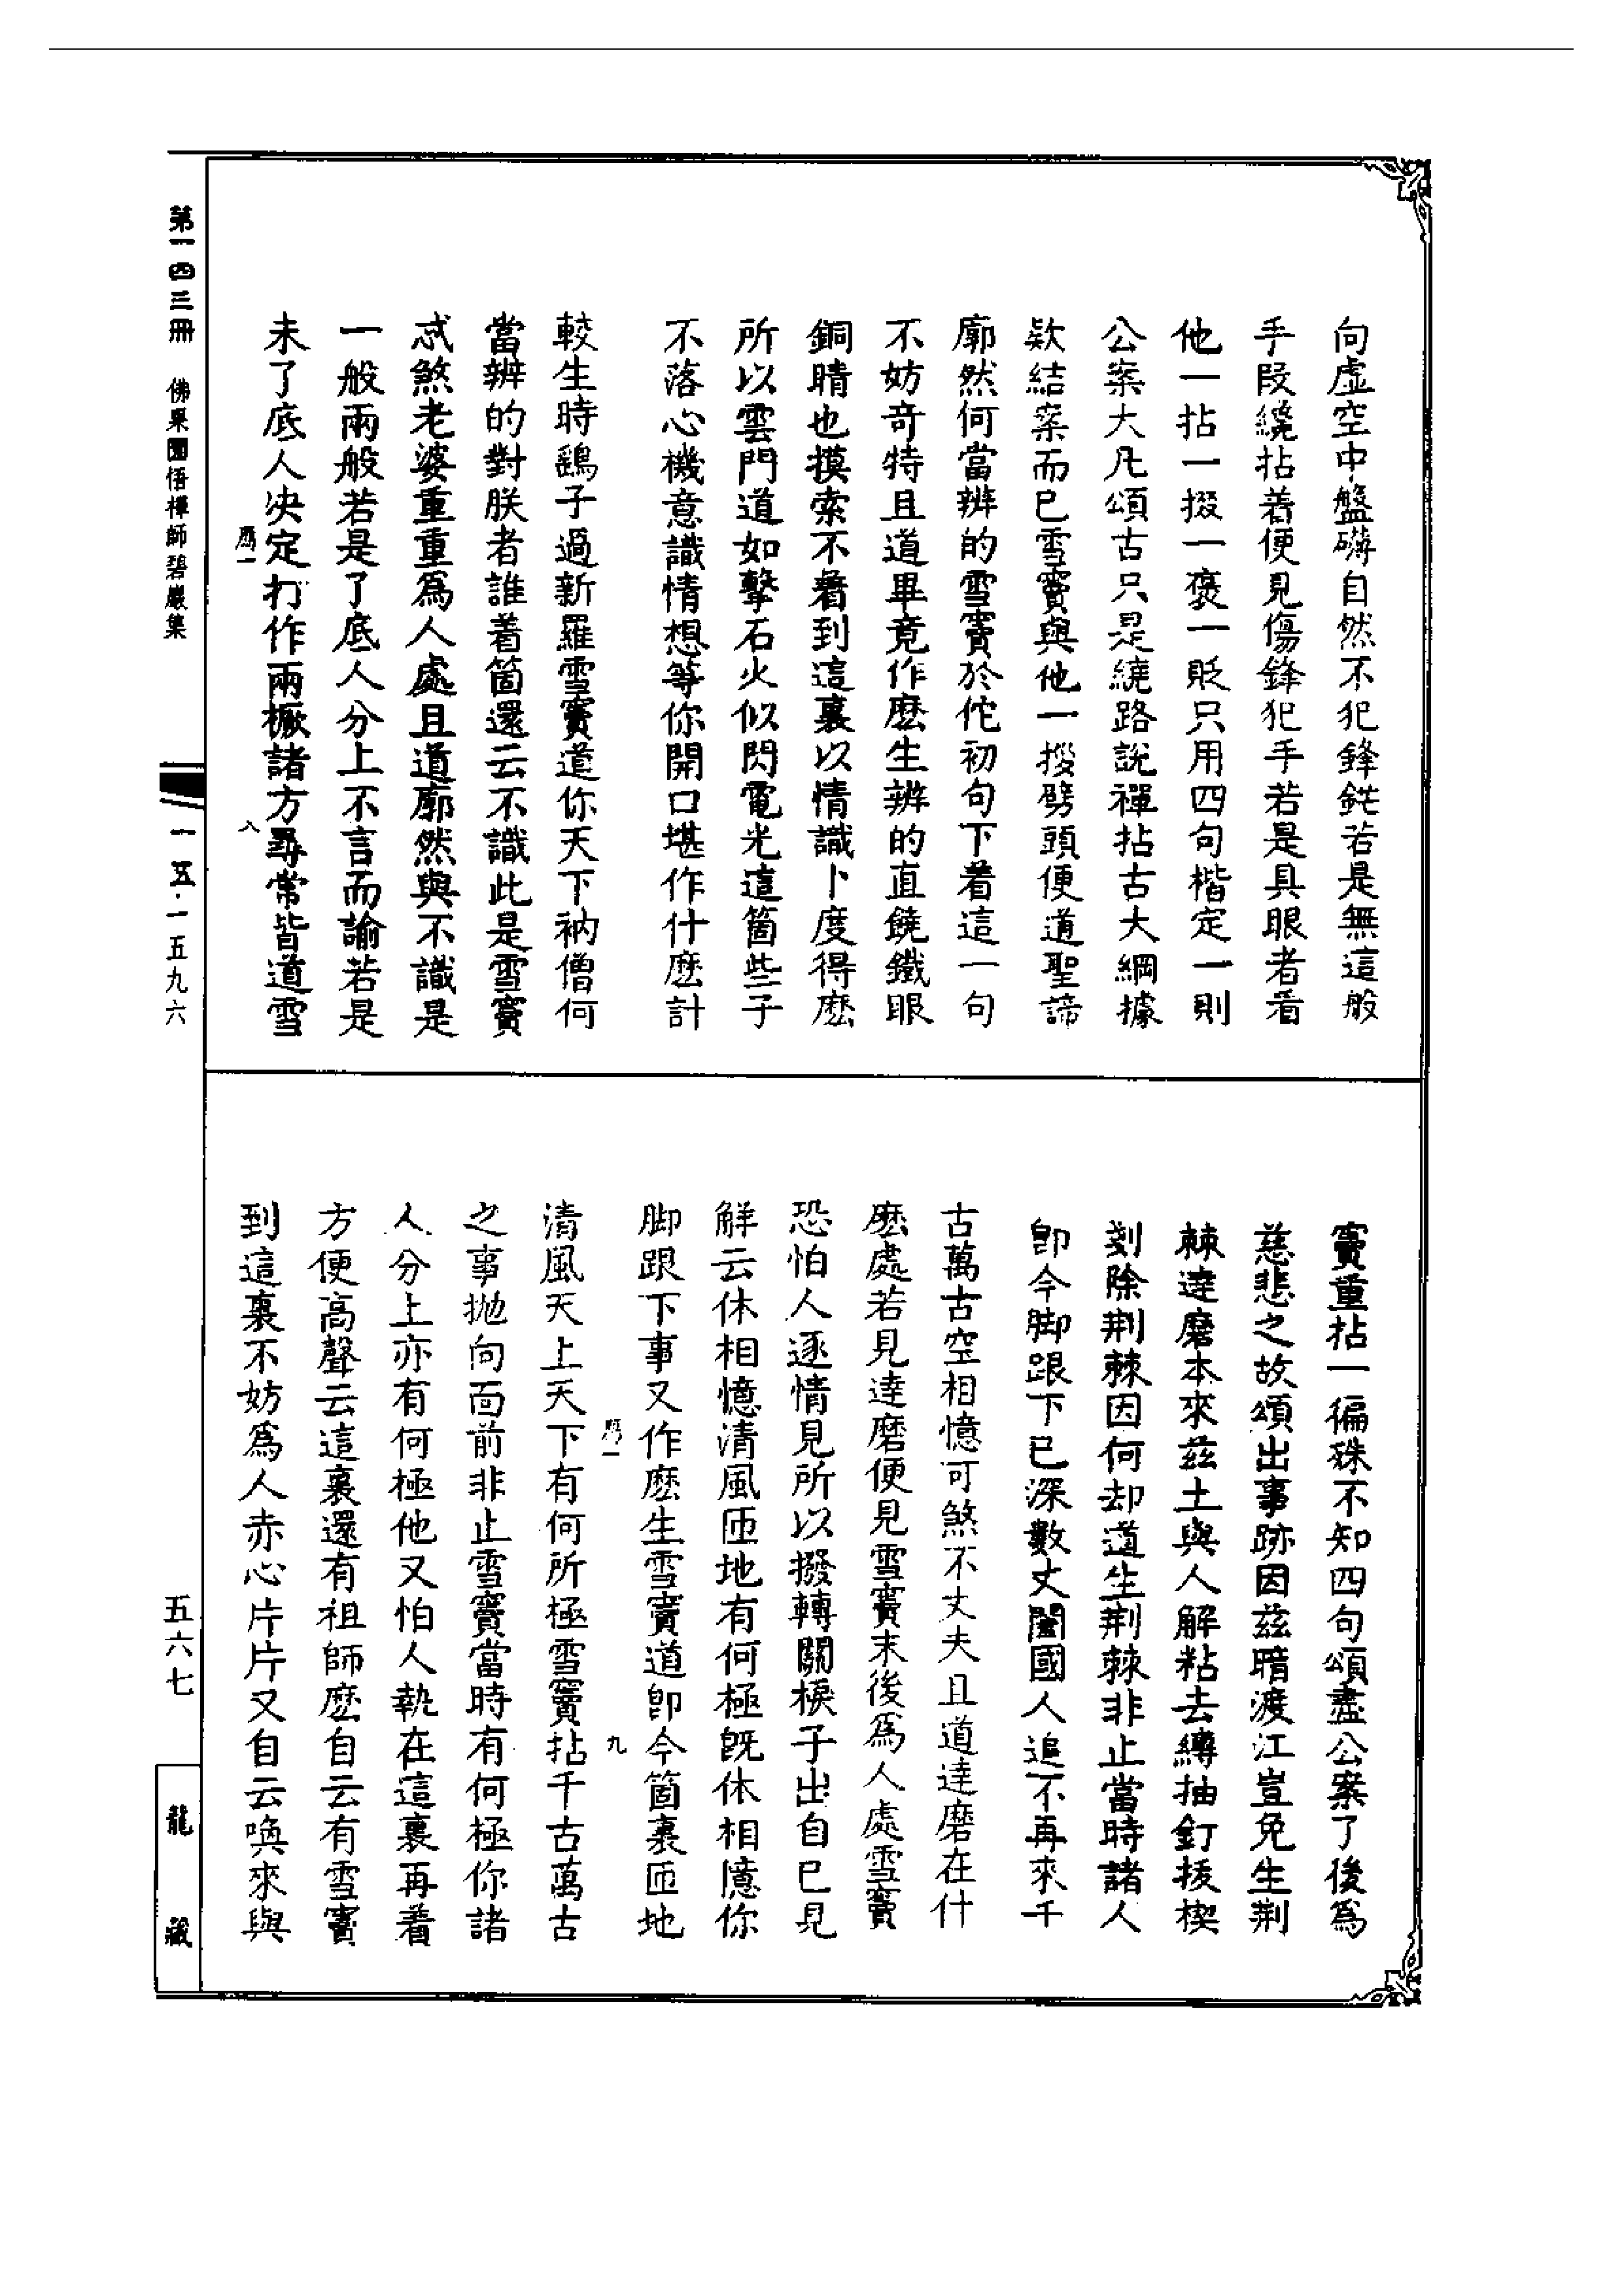 向虛空中盤礴自然不犯鋒鋩若是無這般
手段纔拈着便見傷鋒犯手若是具眼者看
他一拈一掇一褒一貶只用四句楷定一則
公案大凡頌古只是繞路說禪拈古大綱據
欵結案而已雪竇與他一拶劈頭便道聖諦
廓然何當辨的雪竇於佗初句下着這一句
不妨奇特且道畢竟作麽生辨的直饒鐵眼
銅睛也摸索不着到這裏以情識卜度得麽
所以雲門道如擊石火似閃電光這箇些子
不落心機意識情想等你開口堪作什麽計
較生時鷂子過新羅雪竇道你天下衲僧何
當辨的對朕者誰着箇還云不識此是雪竇
忒煞老婆重重爲人處且道廓然與不識是
一般兩般若是了底人分上不言而諭若是
未了底人決定打作兩橛諸方尋常皆道雪
八
竇重拈一徧殊不知四句頌盡公案了後爲
慈悲之故頌出事跡因茲暗渡江豈免生荆
棘達磨本來茲土與人解粘去縛抽釘拔楔
剗除荆棘因何却道生荆棘非止當時諸人
卽今脚跟下已深數丈闔國人追不再來千
古萬古空相憶可煞不丈夫且道達磨在什
麽處若見達磨便見雪竇末後爲人處雪竇
恐怕人逐情見所以撥轉關棙子出自已見
解云休相憶清風匝地有何極旣休相憶你
脚跟下事又作麽生雪竇道卽今箇裏匝地
九
清風天上天下有何所極雪竇拈千古萬古
之事拋向面前非止雪竇當時有何極你諸
人分上亦有何極他又怕人執在這裏再着
方便高聲云這裏還有祖師麽自云有雪竇
到這裏不妨爲人赤心片片又自云喚來與
第一四三冊　佛果圜悟禪師碧巖集
一一五·一五九六
五六七
龍藏